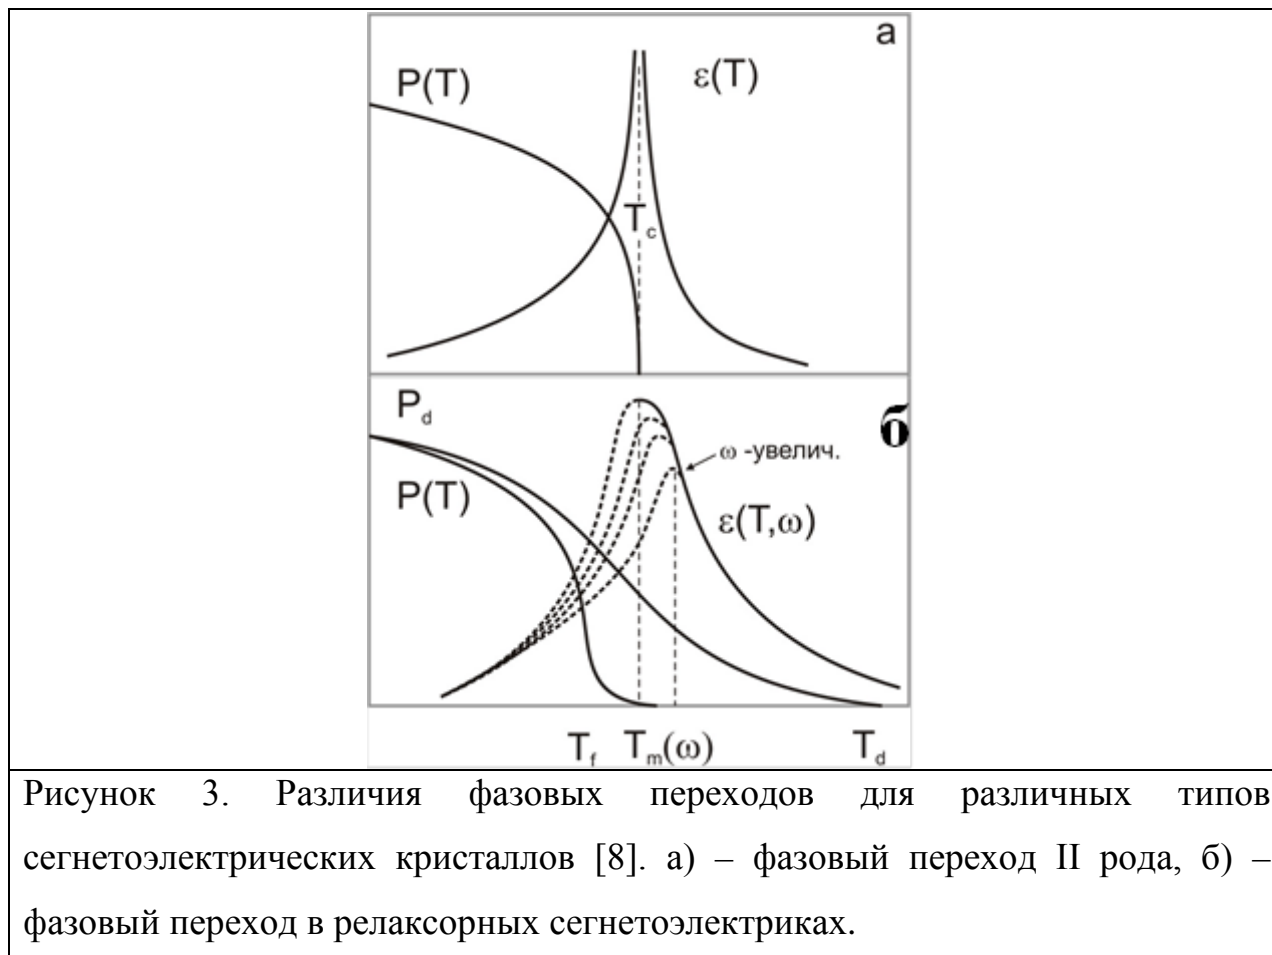 а
P(T)
ε(T)
T_c
P_d
б
ω -увелич.
P(T)
ε(T,ω)
T_f T_m(ω) T_d
Рисунок 3. Различия фазовых переходов для различных типов
сегнетоэлектрических кристаллов [8]. а) – фазовый переход II рода, б) –
фазовый переход в релаксорных сегнетоэлектриках.